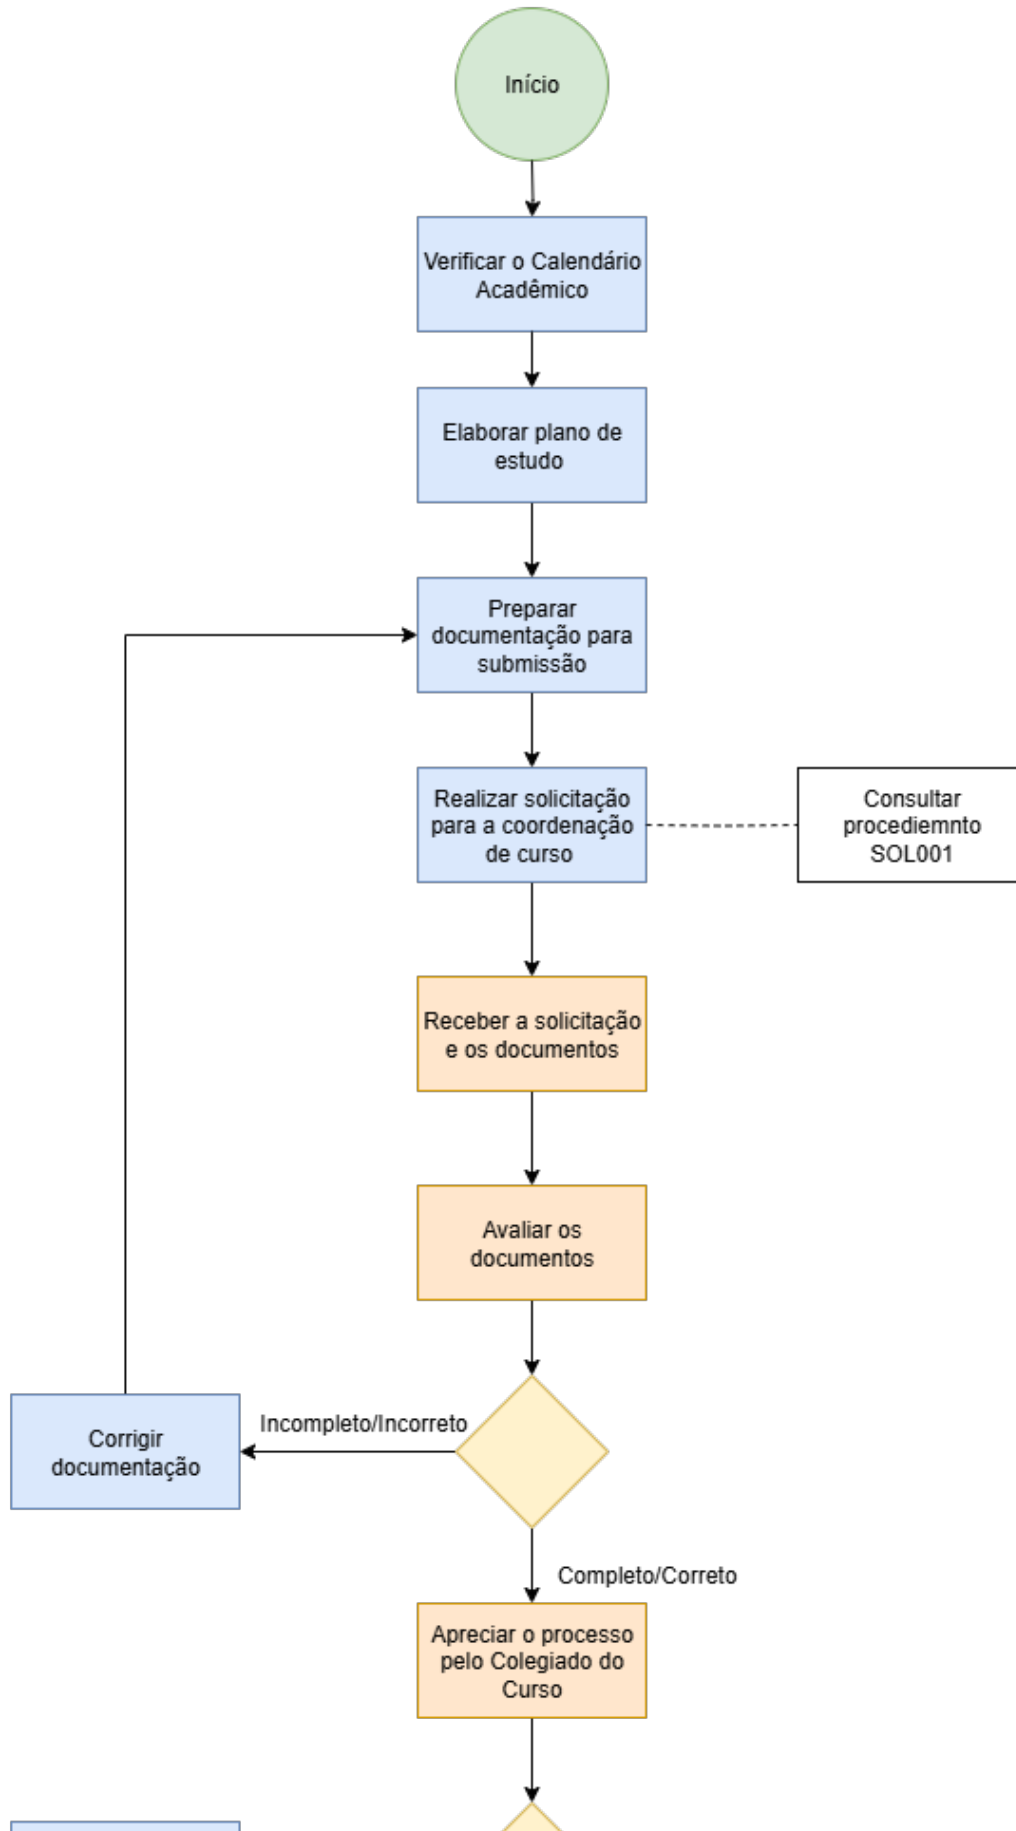 Início
Verificar o Calendário
Acadêmico
Elaborar plano de
estudo
Preparar
documentação para
submissão
Realizar solicitação
para a coordenação
de curso
Consultar
procediemnto
SOL001
Receber a solicitação
e os documentos
Avaliar os
documentos
Incompleto/Incorreto
Corrigir
documentação
Completo/Correto
Apreciar o processo
pelo Colegiado do
Curso